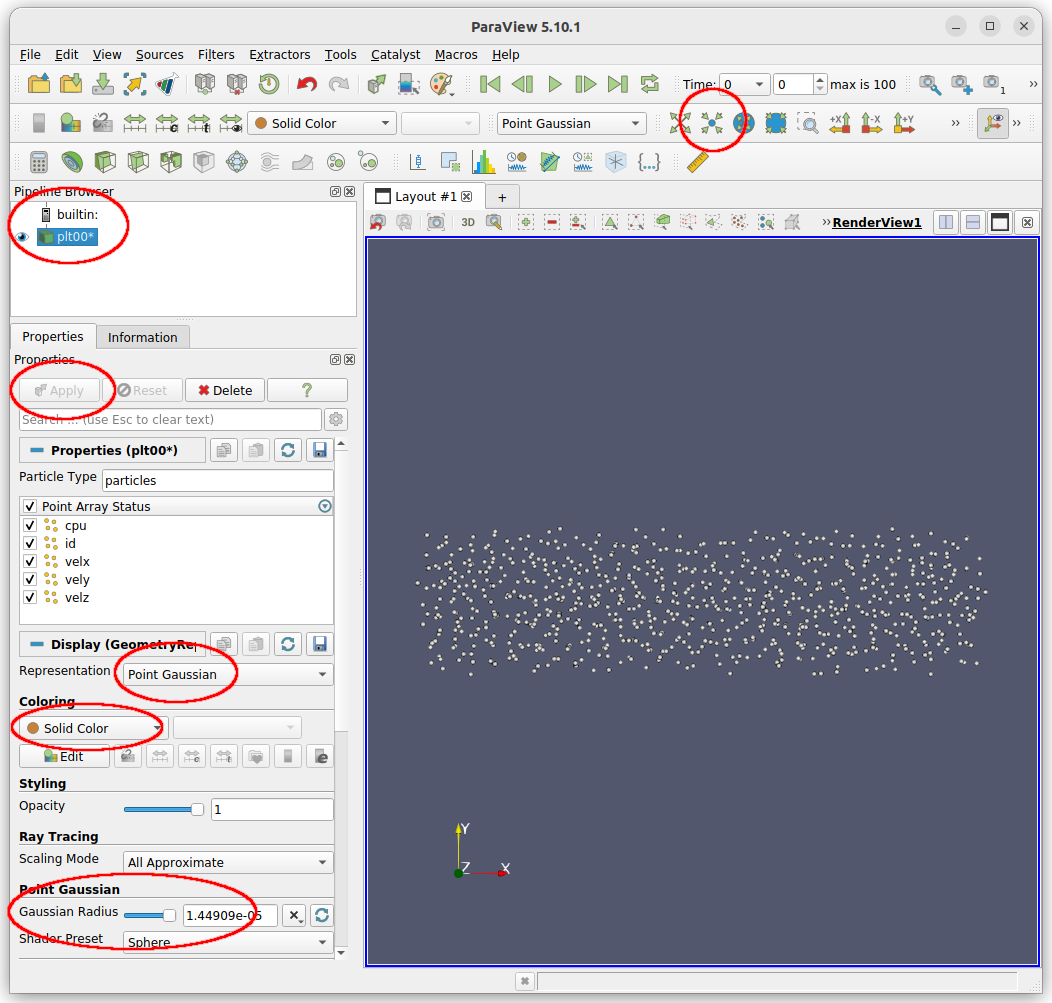 ParaView 5.10.1
File Edit View Sources Filters Extractors Tools Catalyst Macros Help
Time: 0 0 max is 100
Solid Color Point Gaussian
Pipeline Browser
builtin:
plt00*
Layout #1 +
3D RenderView1
Properties Information
Properties
Apply Reset Delete ?
Search ... (use Esc to clear text)
Properties (plt00*)
Particle Type particles
Point Array Status
cpu
id
velx
vely
velz
Display (GeometryRe
Representation Point Gaussian
Coloring
Solid Color
Edit
Styling
Opacity 1
Ray Tracing
Scaling Mode All Approximate
Point Gaussian
Gaussian Radius 1.44909e-05
Shader Preset Sphere
Y
Z X